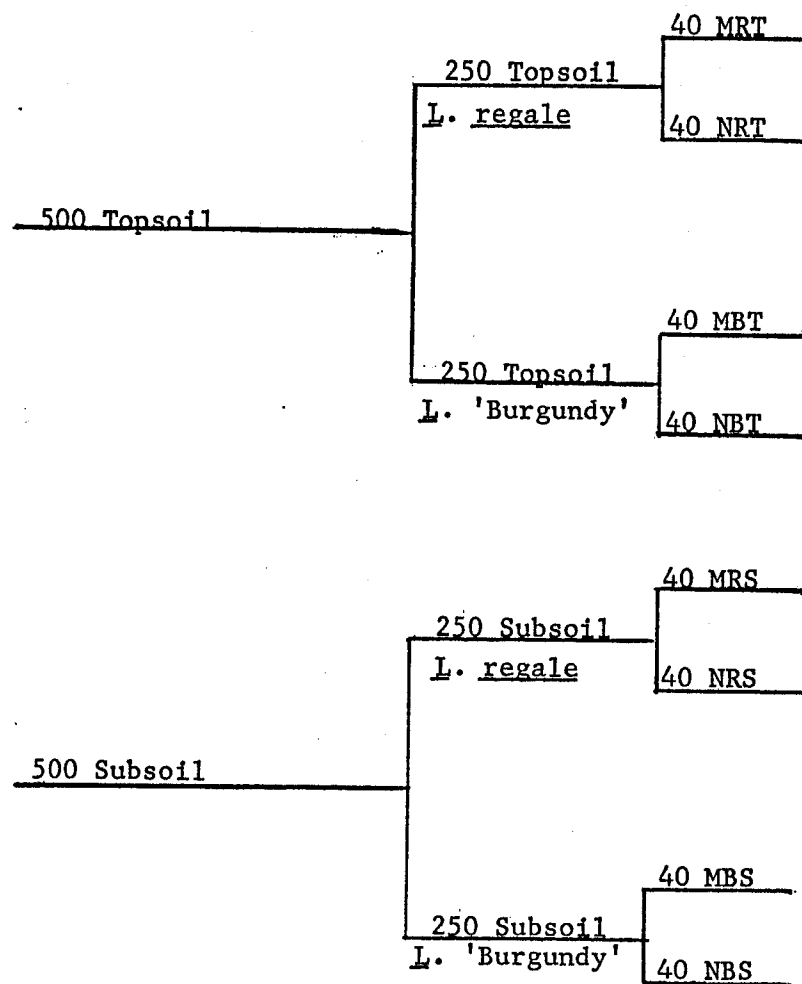 40 MRT
250 Topsoil
L. regale
40 NRT
500 Topsoil
40 MBT
250 Topsoil
L. 'Burgundy'
40 NBT
40 MRS
250 Subsoil
L. regale
40 NRS
500 Subsoil
40 MBS
250 Subsoil
L. 'Burgundy'
40 NBS